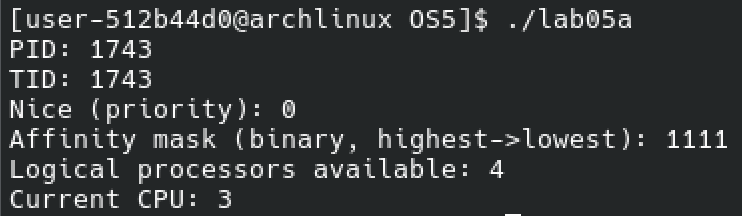 [user-512b44d0@archlinux OS5]$ ./lab05a
PID: 1743
TID: 1743
Nice (priority): 0
Affinity mask (binary, highest->lowest): 1111
Logical processors available: 4
Current CPU: 3